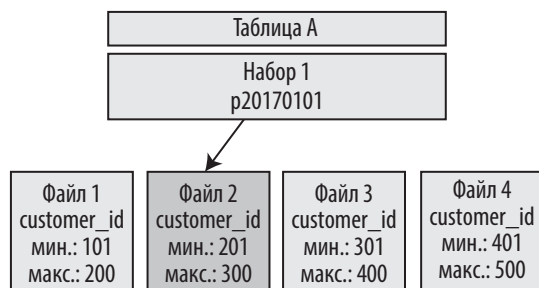 Таблица А
Набор 1
p20170101
Файл 1
customer_id
мин.: 101
макс.: 200
Файл 2
customer_id
мин.: 201
макс.: 300
Файл 3
customer_id
мин.: 301
макс.: 400
Файл 4
customer_id
мин.: 401
макс.: 500